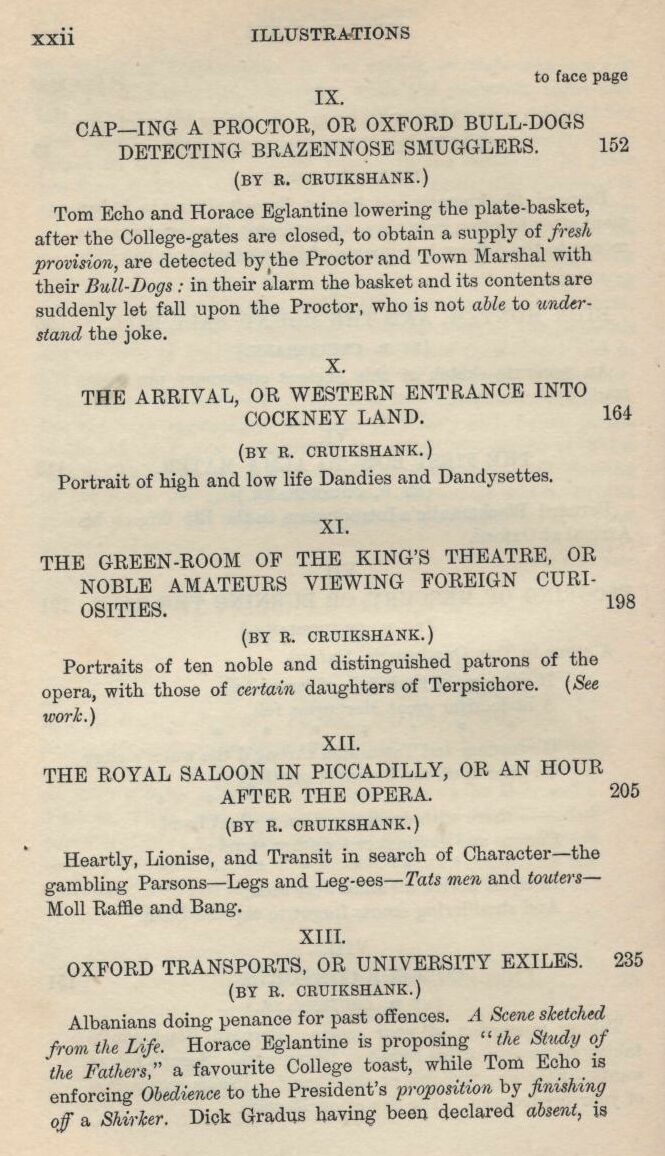 xxii ILLUSTRATIONS
to face page
IX.
CAP—ING A PROCTOR, OR OXFORD BULL-DOGS
DETECTING BRAZENNOSE SMUGGLERS. 152
(BY R. CRUIKSHANK.)
Tom Echo and Horace Eglantine lowering the plate-basket,
after the College-gates are closed, to obtain a supply of fresh
provision, are detected by the Proctor and Town Marshal with
their Bull-Dogs : in their alarm the basket and its contents are
suddenly let fall upon the Proctor, who is not able to under-
stand the joke.
X.
THE ARRIVAL, OR WESTERN ENTRANCE INTO
COCKNEY LAND. 164
(BY R. CRUIKSHANK.)
Portrait of high and low life Dandies and Dandysettes.
XI.
THE GREEN-ROOM OF THE KING'S THEATRE, OR
NOBLE AMATEURS VIEWING FOREIGN CURI-
OSITIES. 198
(BY R. CRUIKSHANK.)
Portraits of ten noble and distinguished patrons of the
opera, with those of certain daughters of Terpsichore. (See
work.)
XII.
THE ROYAL SALOON IN PICCADILLY, OR AN HOUR
AFTER THE OPERA. 205
(BY R. CRUIKSHANK.)
Heartly, Lionise, and Transit in search of Character—the
gambling Parsons—Legs and Leg-ees—Tats men and touters—
Moll Raffle and Bang.
XIII.
OXFORD TRANSPORTS, OR UNIVERSITY EXILES. 235
(BY R. CRUIKSHANK.)
Albanians doing penance for past offences. A Scene sketched
from the Life. Horace Eglantine is proposing "the Study of
the Fathers," a favourite College toast, while Tom Echo is
enforcing Obedience to the President's proposition by finishing
off a Shirker. Dick Gradus having been declared absent, is